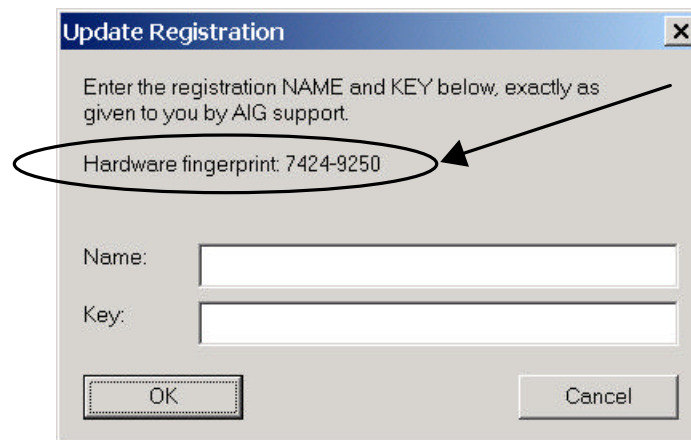 Update Registration
Enter the registration NAME and KEY below, exactly as
given to you by AIG support.
Hardware fingerprint: 7424-9250
Name:
Key:
OK
Cancel